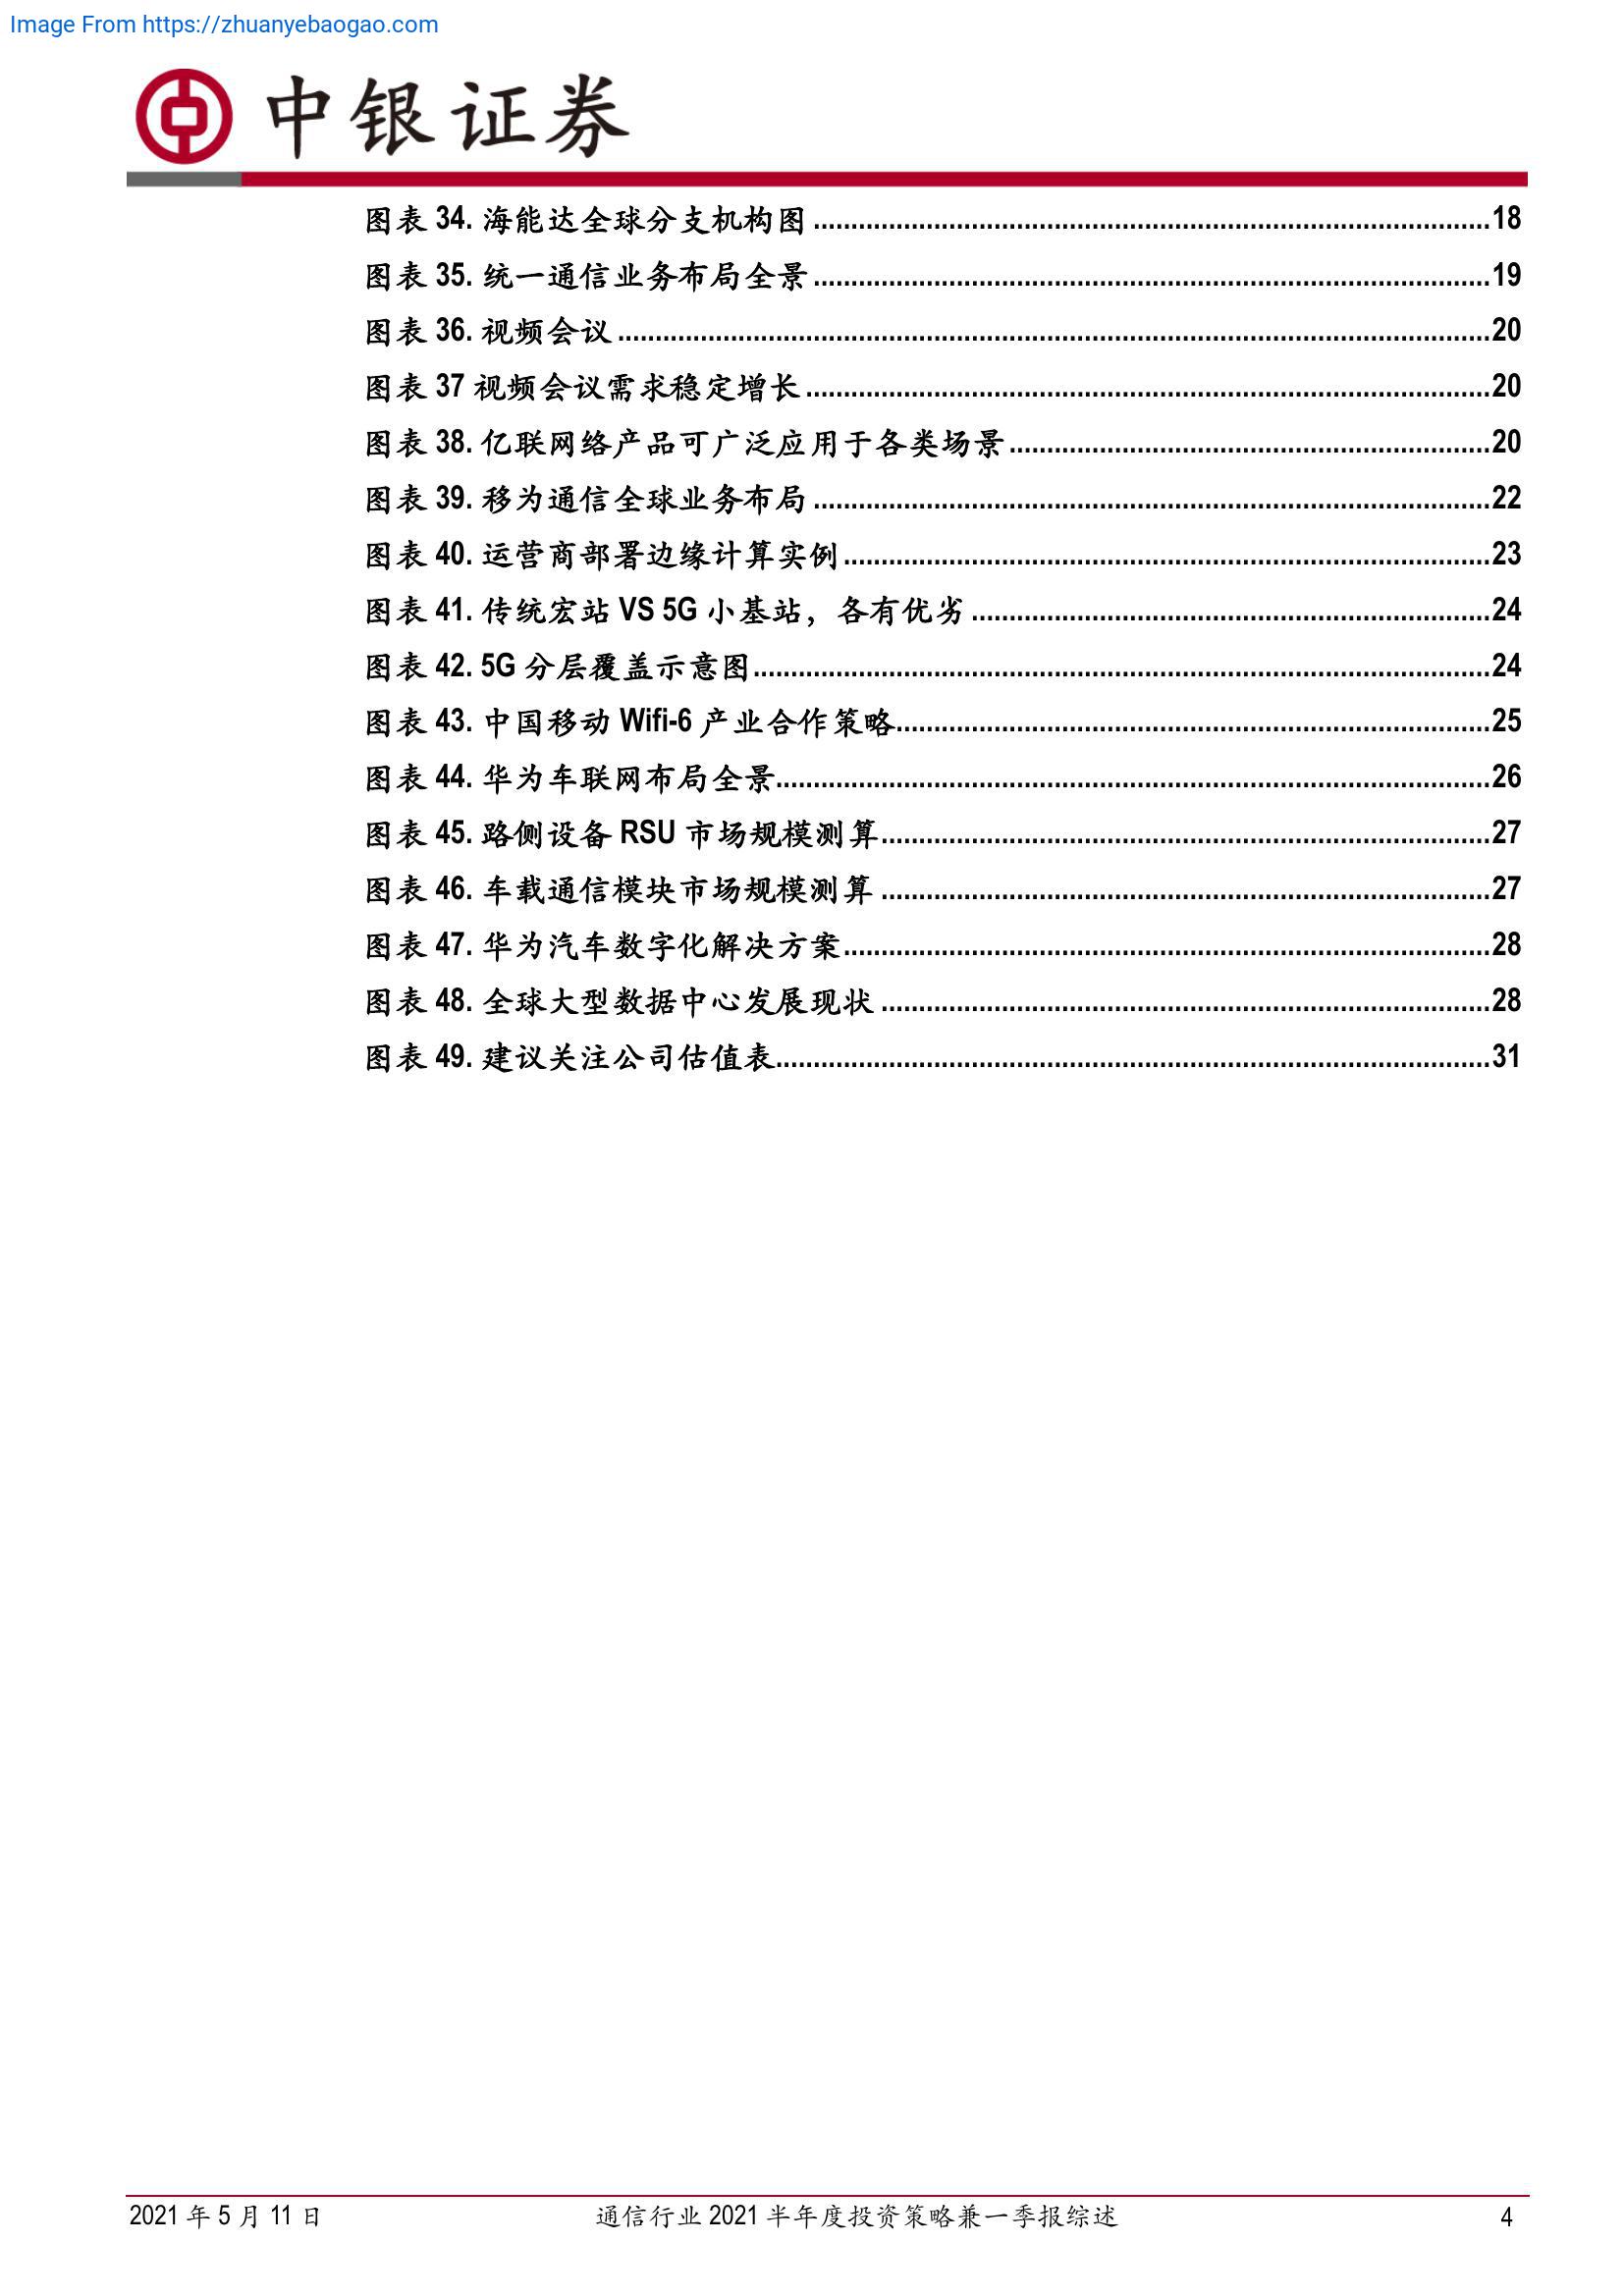 Image From https://zhuanyebaogao.com
中银证券
图表 34. 海能达全球分支机构图 ........................................................................................18
图表 35. 统一通信业务布局全景 ........................................................................................19
图表 36. 视频会议 ..................................................................................................................20
图表 37 视频会议需求稳定增长 .........................................................................................20
图表 38. 亿联网络产品可广泛应用于各类场景 ..............................................................20
图表 39. 移为通信全球业务布局 ........................................................................................22
图表 40. 运营商部署边缘计算实例 ....................................................................................23
图表 41. 传统宏站 VS 5G 小基站，各有优劣 ...................................................................24
图表 42. 5G 分层覆盖示意图................................................................................................24
图表 43. 中国移动 Wifi-6 产业合作策略.............................................................................25
图表 44. 华为车联网布局全景.............................................................................................26
图表 45. 路侧设备 RSU 市场规模测算...............................................................................27
图表 46. 车载通信模块市场规模测算 ...............................................................................27
图表 47. 华为汽车数字化解决方案....................................................................................28
图表 48. 全球大型数据中心发展现状 ...............................................................................28
图表 49. 建议关注公司估值表.............................................................................................31
2021 年 5 月 11 日 通信行业 2021 半年度投资策略兼一季报综述 4